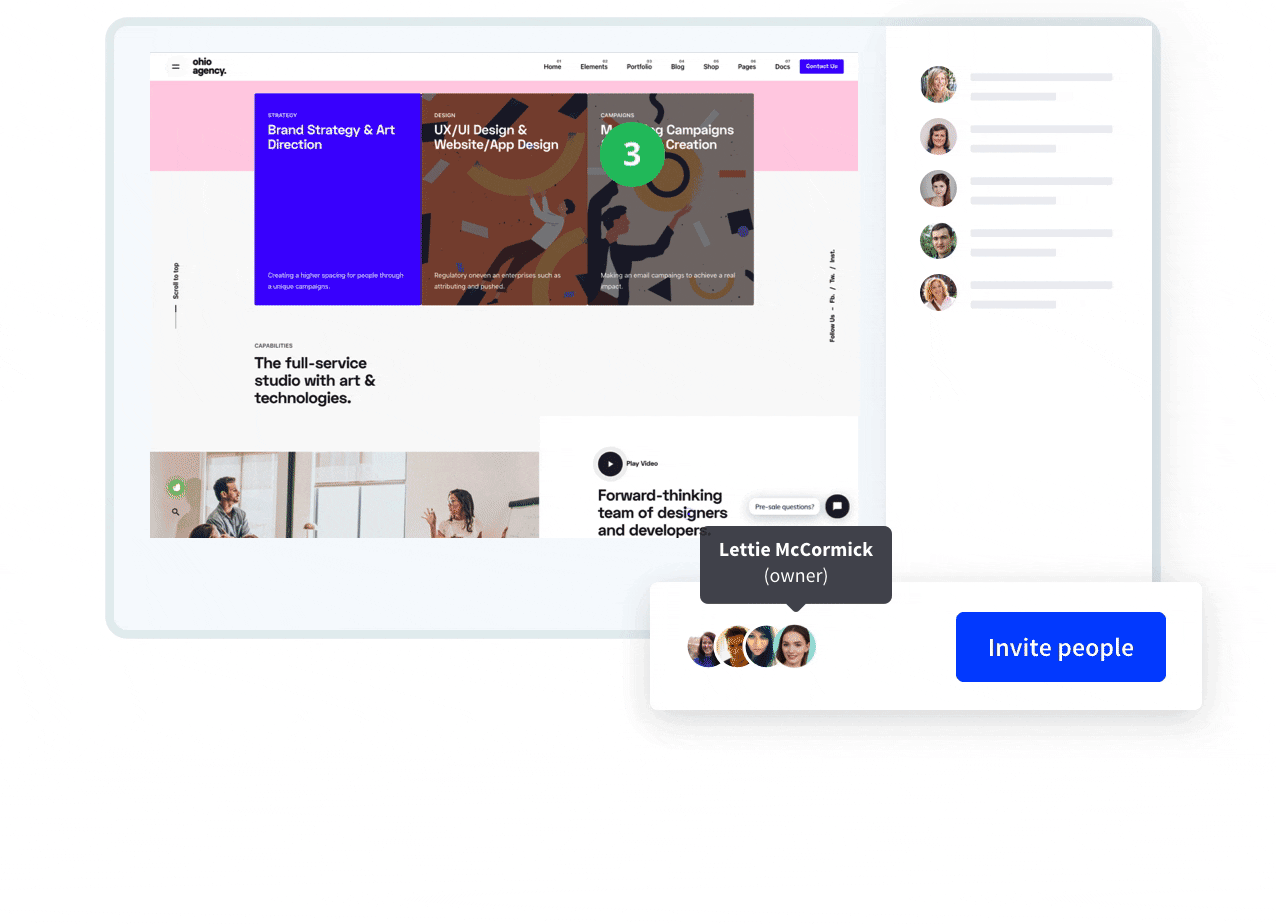 ohio
agency.
01 02 03 04 05 06 07
Home Elements Portfolio Blog Shop Pages Docs Contact Us
STRATEGY
Brand Strategy & Art
Direction
Creating a higher spacing for people through
a unique campaigns.
DESIGN
UX/UI Design &
Website/App Design
Regulatory oneven an enterprises such as
attributing and pushed.
CAMPAIGNS
Campaigns
Creation
3
Making an email campaings to achieve a real
impact.
Scroll to top
Follow Us – Fb. / Tw. / Inst.
CAPABILITIES
The full-service
studio with art &
technologies.
Play Video
Forward-thinking
team of designers
and developers.
Pre-sale questions?
Lettie McCormick
(owner)
Invite people